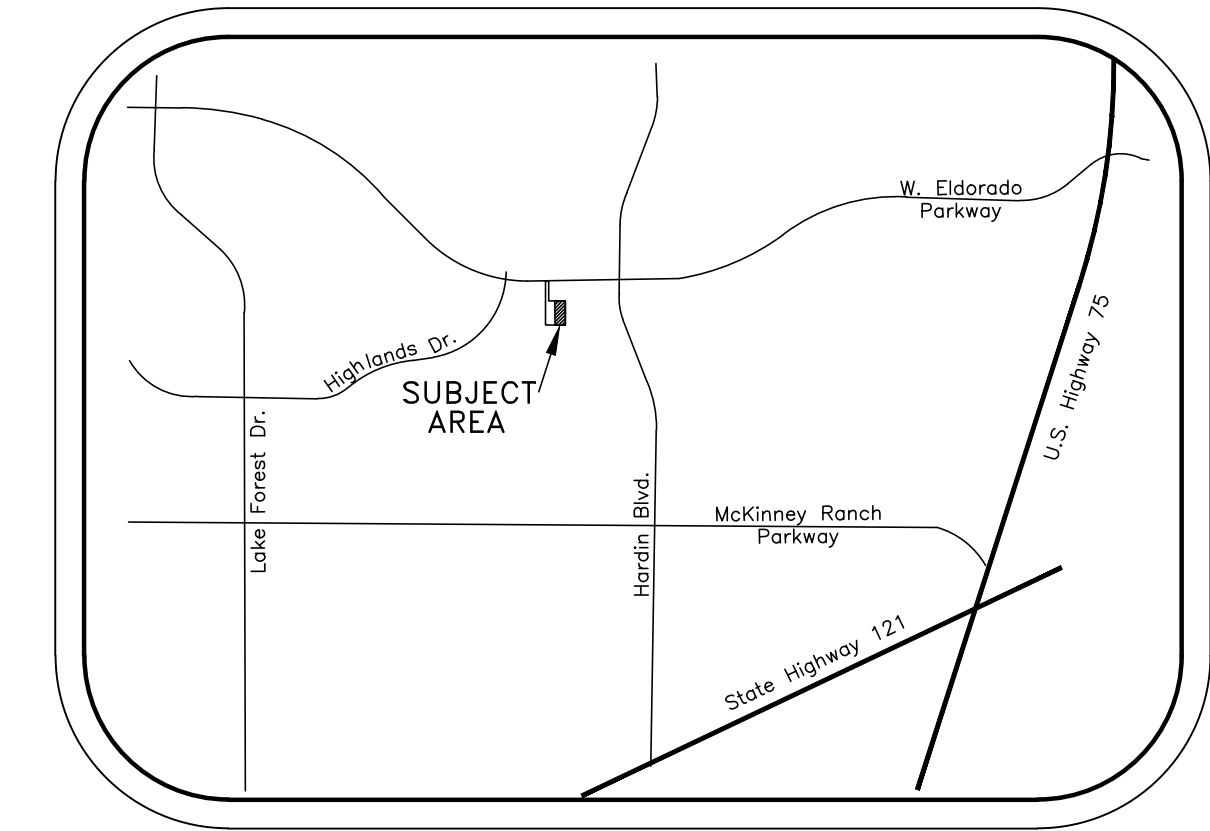 W. Eldorado
Parkway
U.S. Highway 75
Highlands Dr.
SUBJECT
AREA
Lake Forest Dr.
Hardin Blvd.
McKinney Ranch
Parkway
State Highway 121